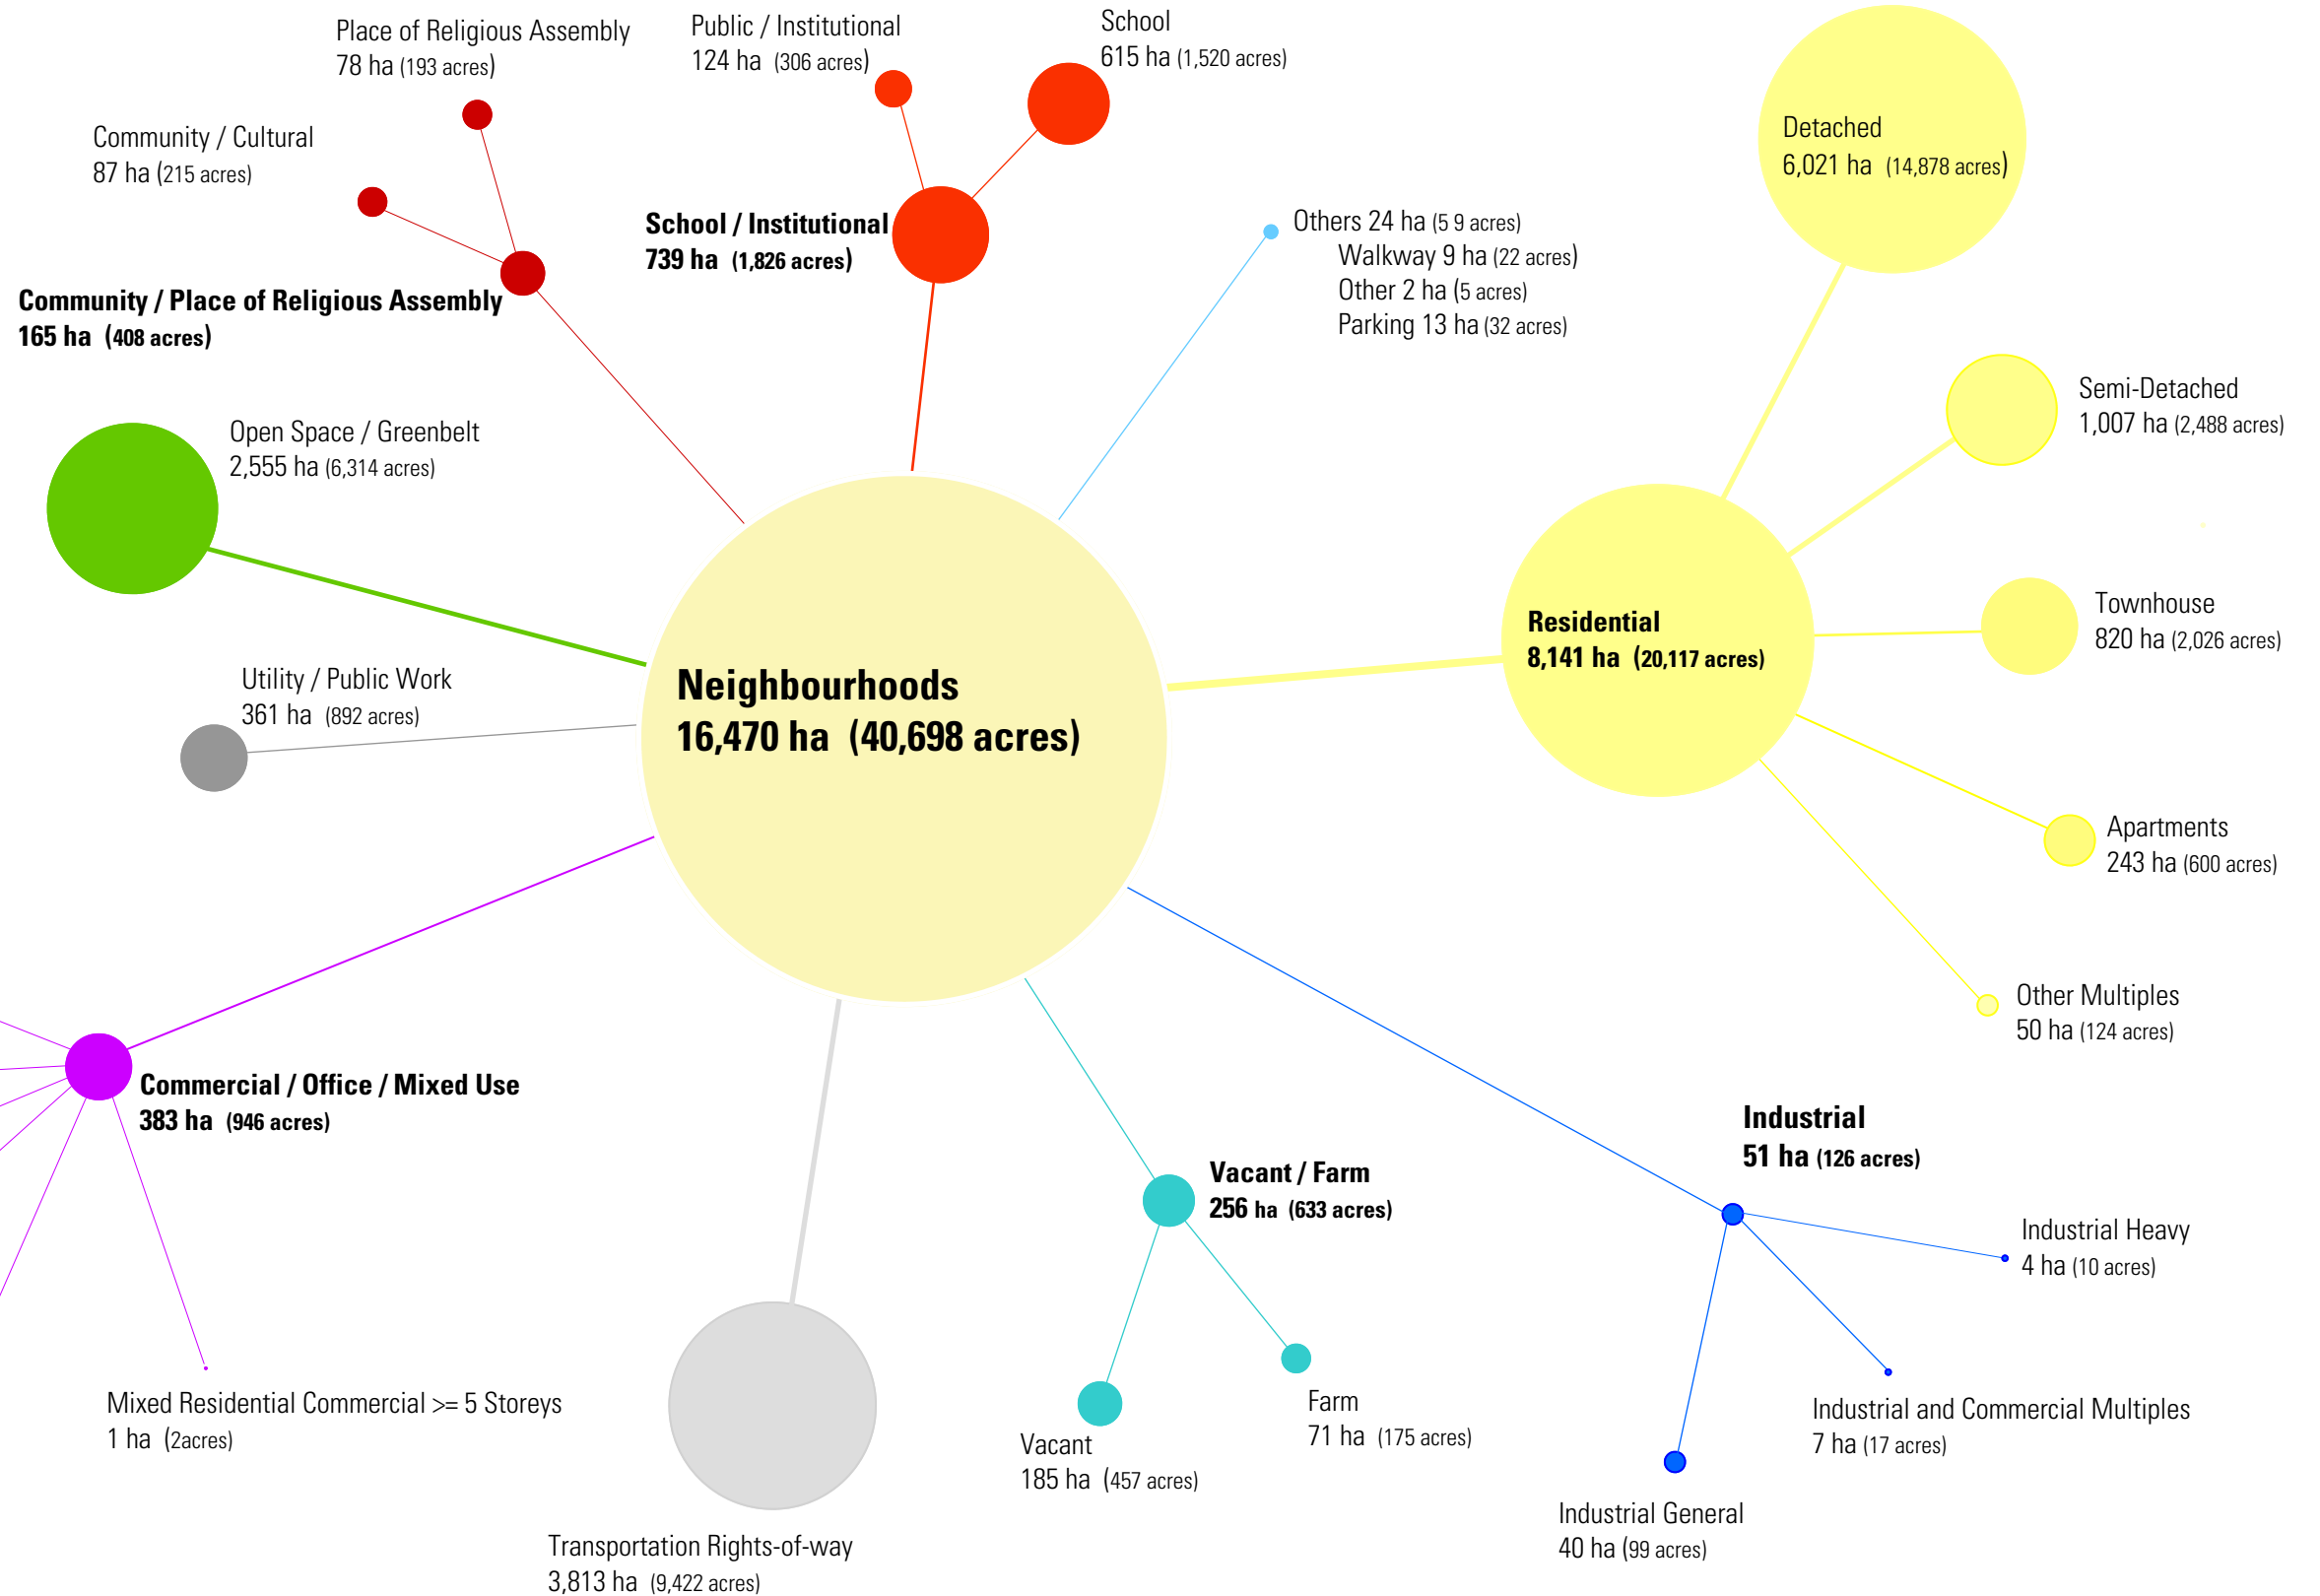 Place of Religious Assembly
78 ha (193 acres)
Public / Institutional
124 ha (306 acres)
School
615 ha (1,520 acres)
Community / Cultural
87 ha (215 acres)
Detached
6,021 ha (14,878 acres)
School / Institutional
739 ha (1,826 acres)
Others 24 ha (5 9 acres)
Walkway 9 ha (22 acres)
Other 2 ha (5 acres)
Parking 13 ha (32 acres)
Community / Place of Religious Assembly
165 ha (408 acres)
Semi-Detached
1,007 ha (2,488 acres)
Open Space / Greenbelt
2,555 ha (6,314 acres)
Townhouse
820 ha (2,026 acres)
Residential
8,141 ha (20,117 acres)
Utility / Public Work
361 ha (892 acres)
Neighbourhoods
16,470 ha (40,698 acres)
Apartments
243 ha (600 acres)
Other Multiples
50 ha (124 acres)
Commercial / Office / Mixed Use
383 ha (946 acres)
Industrial
51 ha (126 acres)
Vacant / Farm
256 ha (633 acres)
Industrial Heavy
4 ha (10 acres)
Mixed Residential Commercial >= 5 Storeys
1 ha (2acres)
Farm
71 ha (175 acres)
Industrial and Commercial Multiples
7 ha (17 acres)
Vacant
185 ha (457 acres)
Industrial General
40 ha (99 acres)
Transportation Rights-of-way
3,813 ha (9,422 acres)